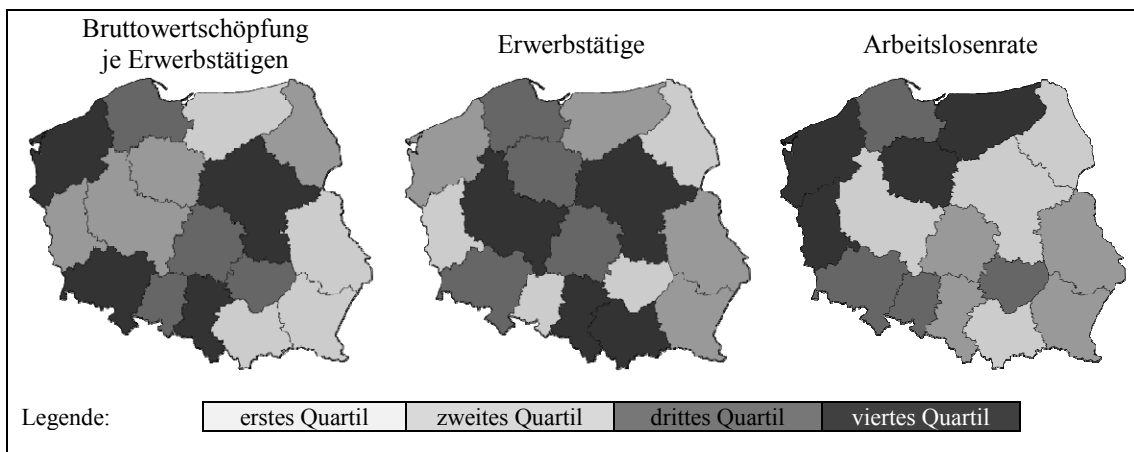 Bruttowertschöpfung
je Erwerbstätigen
Erwerbstätige
Arbeitslosenrate
Legende:
erstes Quartil
zweites Quartil
drittes Quartil
viertes Quartil